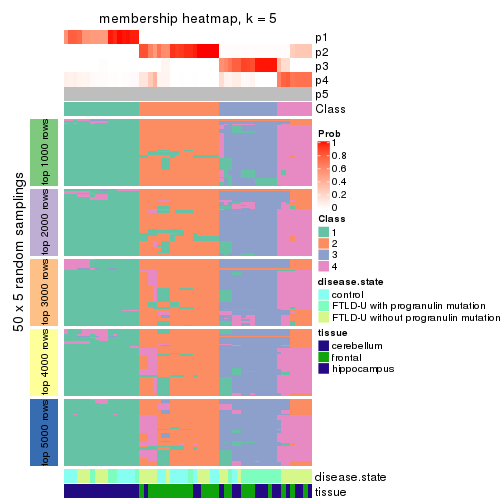 membership heatmap, k = 5
p1
p2
p3
p4
p5
Class
50 x 5 random samplings
top 1000 rows
top 2000 rows
top 3000 rows
top 4000 rows
top 5000 rows
Prob
1
0.8
0.6
0.4
0.2
0
Class
1
2
3
4
disease.state
control
FTLD-U with progranulin mutation
FTLD-U without progranulin mutation
tissue
cerebellum
frontal
hippocampus
disease.state
tissue